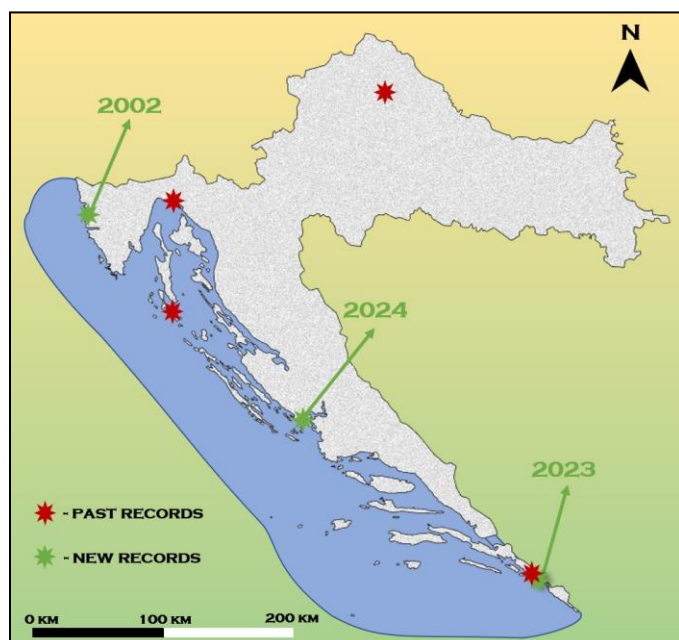 N
2002
2024
2023
- PAST RECORDS
- NEW RECORDS
0 KM 100 KM 200 KM